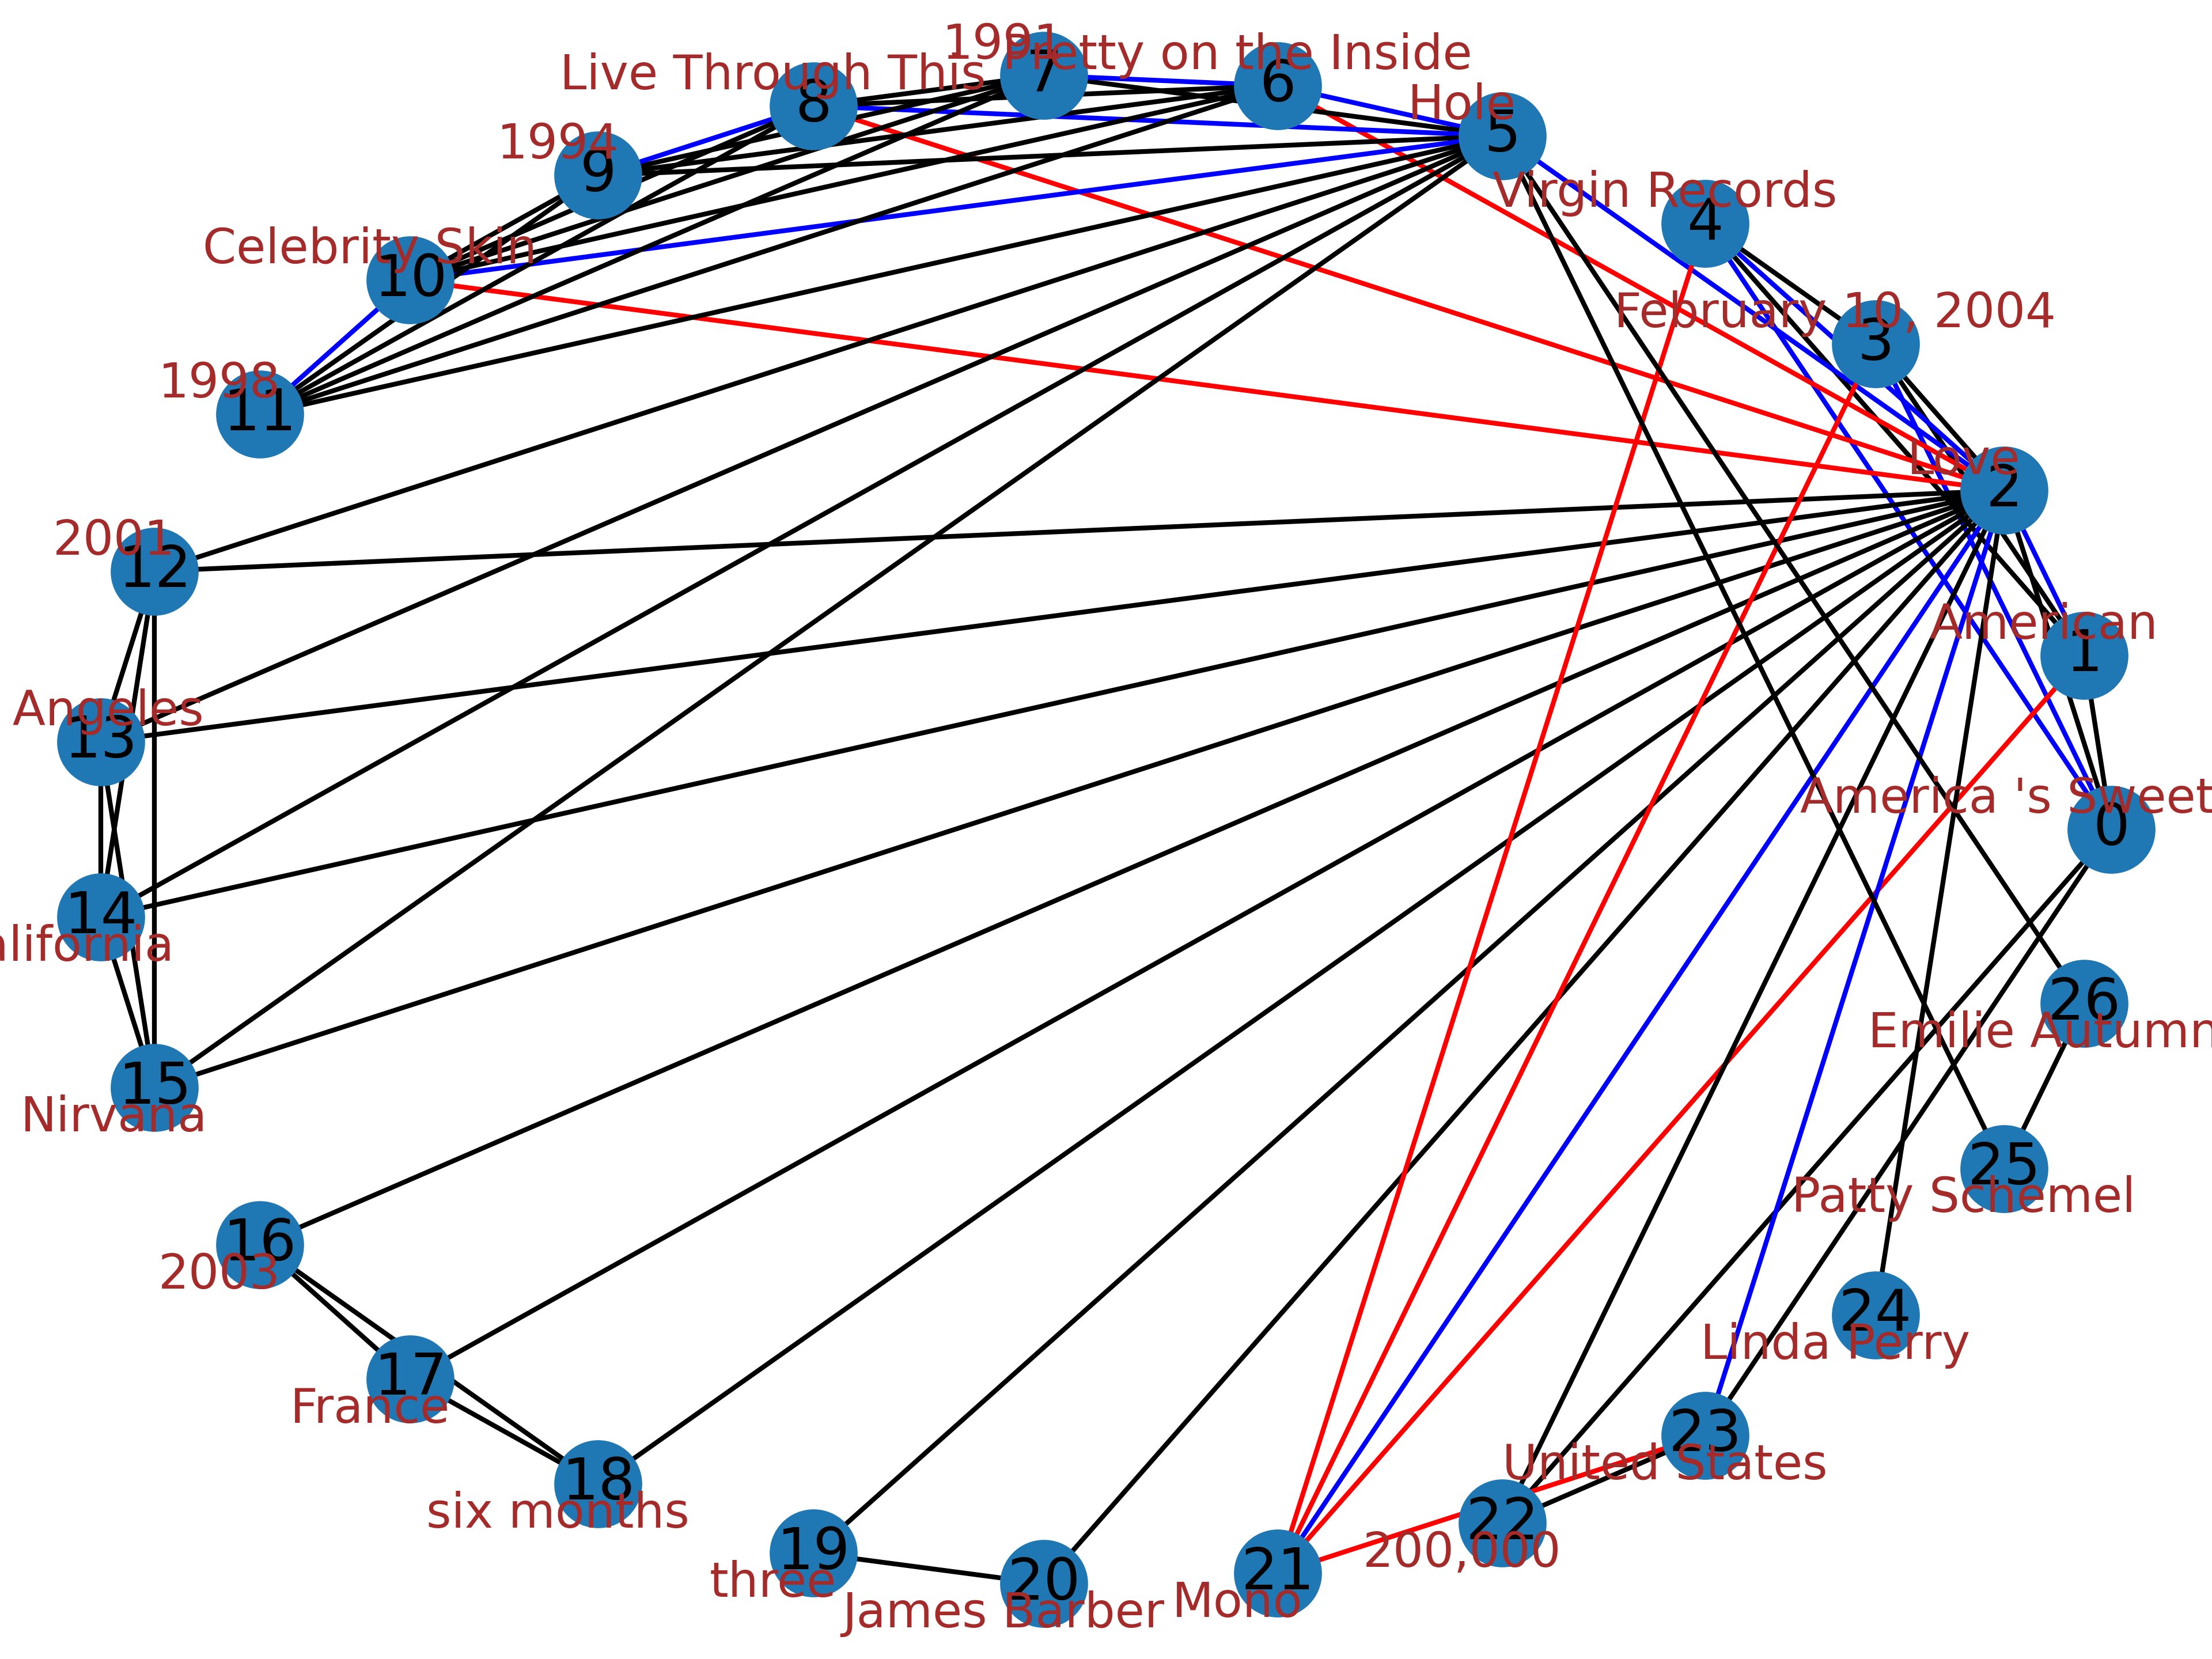 1991
7
Pretty on the Inside
6
Live Through This
8
Hole
5
1994
9
Virgin Records
4
Celebrity Skin
10
February 10, 2004
3
1998
11
Love
2
2001
12
American
1
Angeles
13
America 's Sweet
0
14
alifornia
26
Emilie Autumn
15
Nirvana
25
Patty Schemel
16
2003
24
Linda Perry
17
France
23
United States
18
six months
22
200,000
19
three
20
James Barber
21
Mono